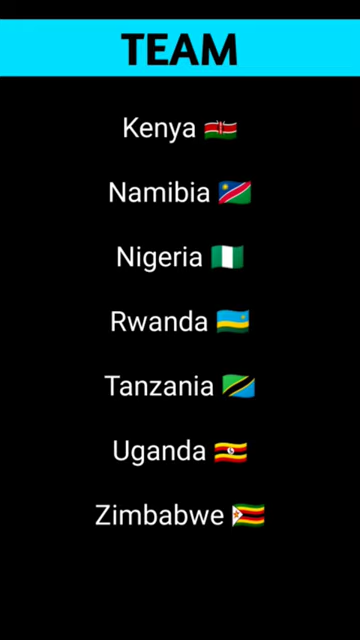 TEAM
Kenya 🇰🇪
Namibia 🇳🇦
Nigeria 🇳🇬
Rwanda 🇷🇼
Tanzania 🇹🇿
Uganda 🇺🇬
Zimbabwe 🇿🇼